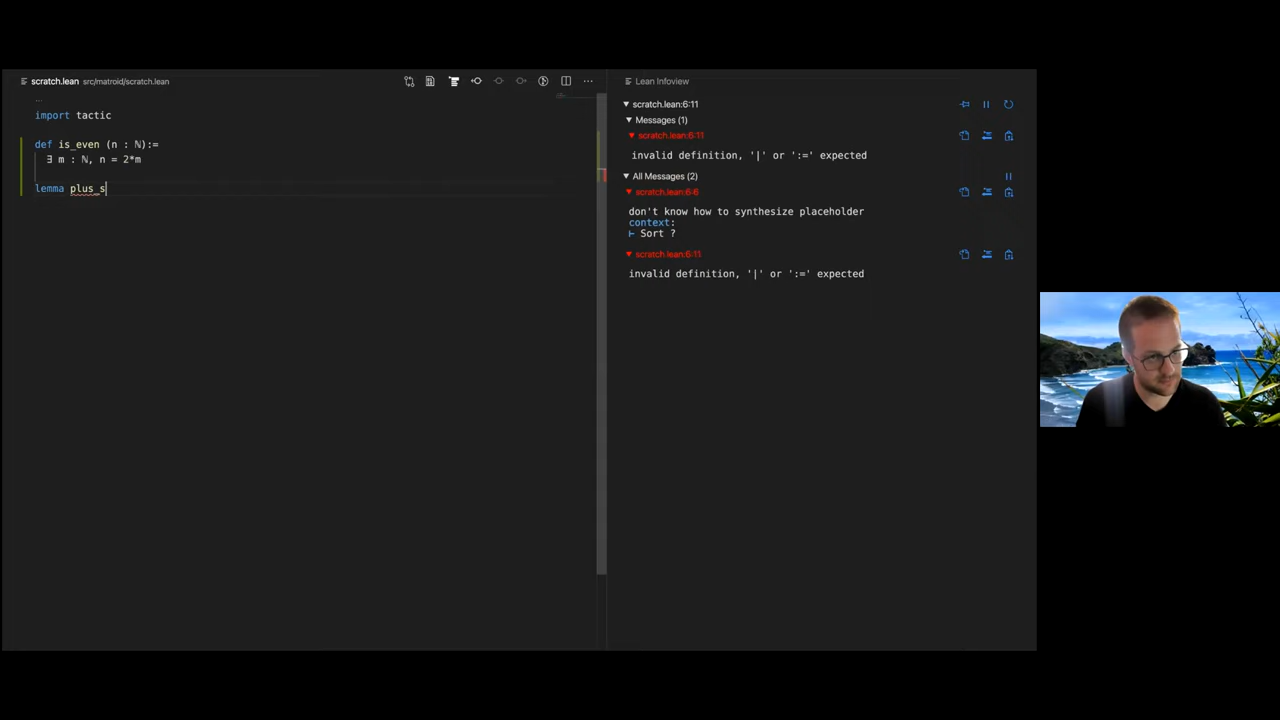 scratch.lean src/matroid/scratch.lean
...
import tactic
def is_even (n : ℕ):=
∃ m : ℕ, n = 2*m
lemma plus_s
Lean Infoview
scratch.lean:6:11
Messages (1)
scratch.lean:6:11
invalid definition, '|' or ':=' expected
All Messages (2)
scratch.lean:6:6
don't know how to synthesize placeholder
context:
⊢ Sort ?
scratch.lean:6:11
invalid definition, '|' or ':=' expected